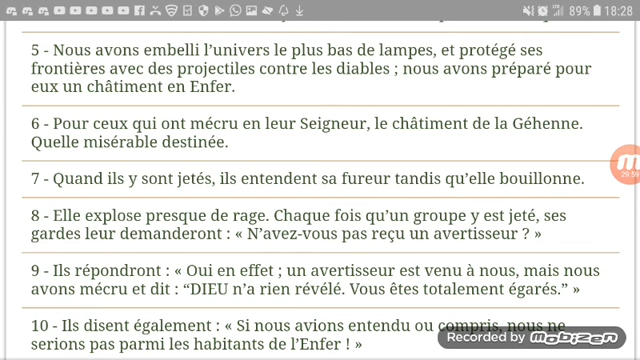 89% 18:28
5 - Nous avons embelli l’univers le plus bas de lampes, et protégé ses
frontières avec des projectiles contre les diables ; nous avons préparé pour
eux un châtiment en Enfer.
6 - Pour ceux qui ont mécru en leur Seigneur, le châtiment de la Géhenne.
Quelle misérable destinée.
7 - Quand ils y sont jetés, ils entendent sa fureur tandis qu’elle bouillonne.
29:59
8 - Elle explose presque de rage. Chaque fois qu’un groupe y est jeté, ses
gardes leur demanderont : « N’avez-vous pas reçu un avertisseur ? »
9 - Ils répondront : « Oui en effet ; un avertisseur est venu à nous, mais nous
avons mécru et dit : “DIEU n’a rien révélé. Vous êtes totalement égarés.” »
10 - Ils disent également : « Si nous avions entendu ou compris, nous ne
serions pas parmi les habitants de l’Enfer ! »
Recorded by mobizen